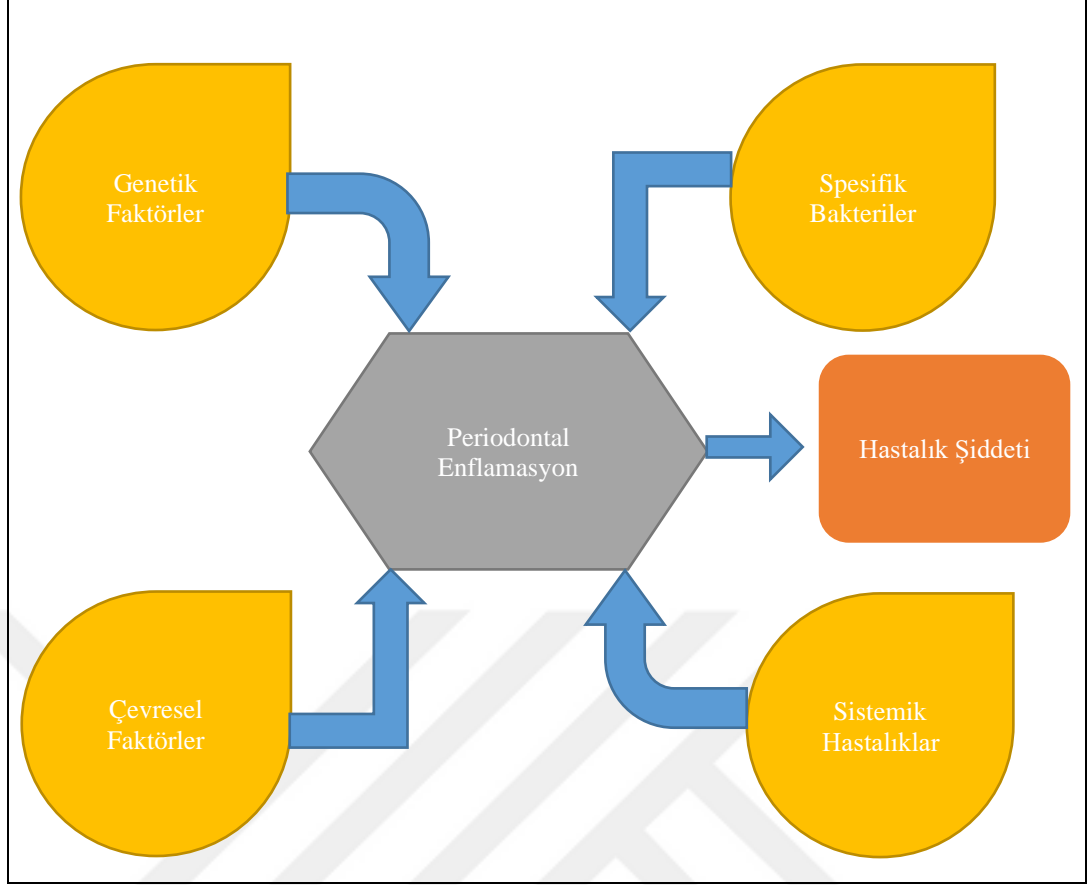 Genetik
Faktörler
Spesifik
Bakteriler
Periodontal
Enflamasyon
Hastalık Şiddeti
Çevresel
Faktörler
Sistemik
Hastalıklar